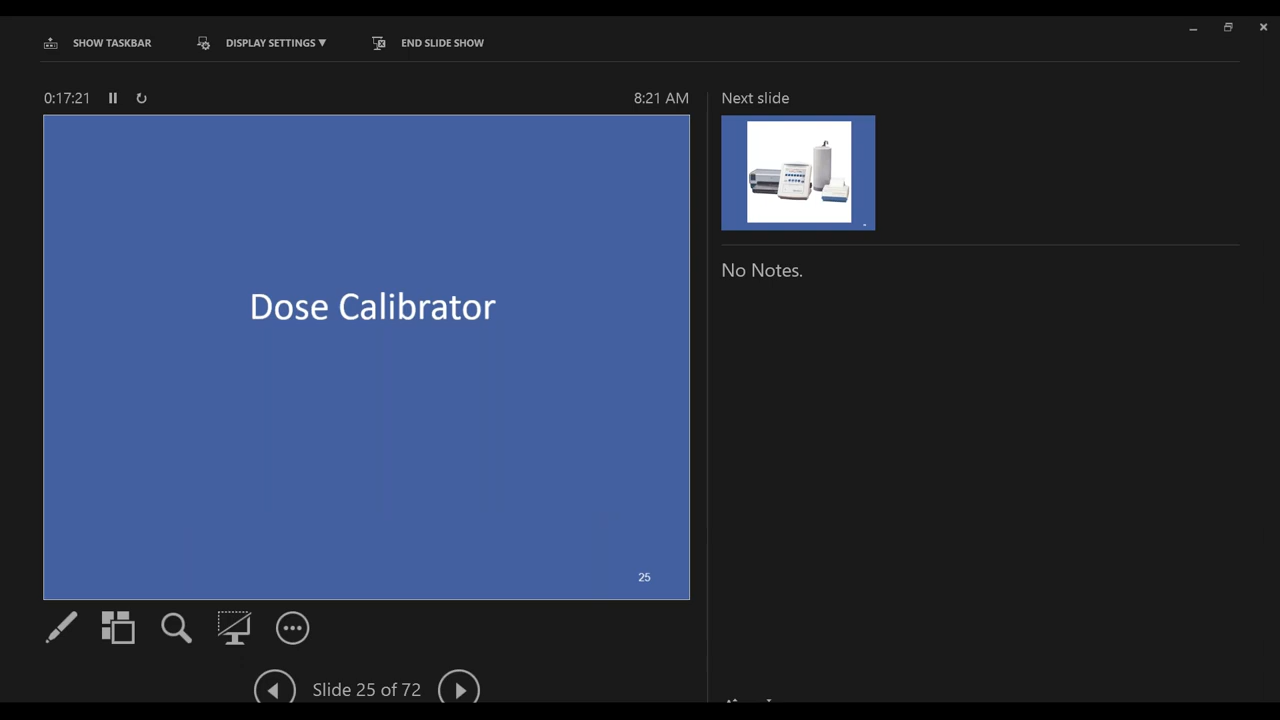 SHOW TASKBAR
DISPLAY SETTINGS ▼
END SLIDE SHOW
0:17:21
8:21 AM
Next slide
Dose Calibrator
25
No Notes.
Slide 25 of 72